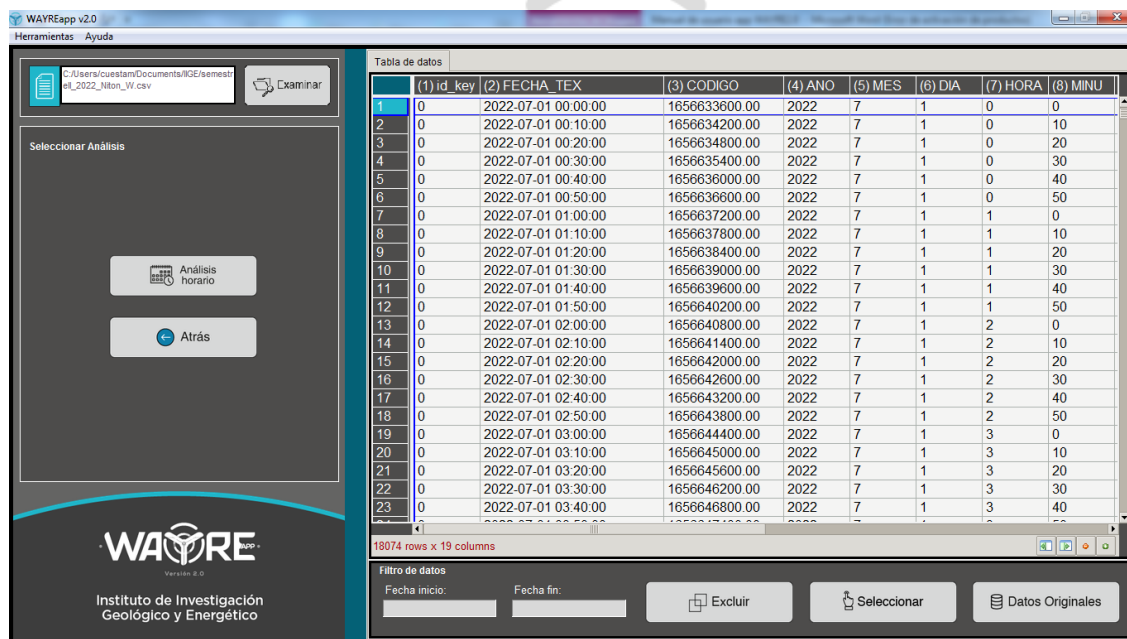 WAYREapp v2.0
Herramientas Ayuda
C:/Users/cuestam/Documents/IIGE/semestr
eII_2022_Niton_W.csv
Examinar
Seleccionar Análisis
Análisis
horario
Atrás
WAYRE APP
Versión 2.0
Instituto de Investigación
Geológico y Energético
Tabla de datos
(1) id_key (2) FECHA_TEX (3) CODIGO (4) ANO (5) MES (6) DIA (7) HORA (8) MINU
1 0 2022-07-01 00:00:00 1656633600.00 2022 7 1 0 0
2 0 2022-07-01 00:10:00 1656634200.00 2022 7 1 0 10
3 0 2022-07-01 00:20:00 1656634800.00 2022 7 1 0 20
4 0 2022-07-01 00:30:00 1656635400.00 2022 7 1 0 30
5 0 2022-07-01 00:40:00 1656636000.00 2022 7 1 0 40
6 0 2022-07-01 00:50:00 1656636600.00 2022 7 1 0 50
7 0 2022-07-01 01:00:00 1656637200.00 2022 7 1 1 0
8 0 2022-07-01 01:10:00 1656637800.00 2022 7 1 1 10
9 0 2022-07-01 01:20:00 1656638400.00 2022 7 1 1 20
10 0 2022-07-01 01:30:00 1656639000.00 2022 7 1 1 30
11 0 2022-07-01 01:40:00 1656639600.00 2022 7 1 1 40
12 0 2022-07-01 01:50:00 1656640200.00 2022 7 1 1 50
13 0 2022-07-01 02:00:00 1656640800.00 2022 7 1 2 0
14 0 2022-07-01 02:10:00 1656641400.00 2022 7 1 2 10
15 0 2022-07-01 02:20:00 1656642000.00 2022 7 1 2 20
16 0 2022-07-01 02:30:00 1656642600.00 2022 7 1 2 30
17 0 2022-07-01 02:40:00 1656643200.00 2022 7 1 2 40
18 0 2022-07-01 02:50:00 1656643800.00 2022 7 1 2 50
19 0 2022-07-01 03:00:00 1656644400.00 2022 7 1 3 0
20 0 2022-07-01 03:10:00 1656645000.00 2022 7 1 3 10
21 0 2022-07-01 03:20:00 1656645600.00 2022 7 1 3 20
22 0 2022-07-01 03:30:00 1656646200.00 2022 7 1 3 30
23 0 2022-07-01 03:40:00 1656646800.00 2022 7 1 3 40
18074 rows x 19 columns
Filtro de datos
Fecha inicio: Fecha fin:
Excluir
Seleccionar
Datos Originales